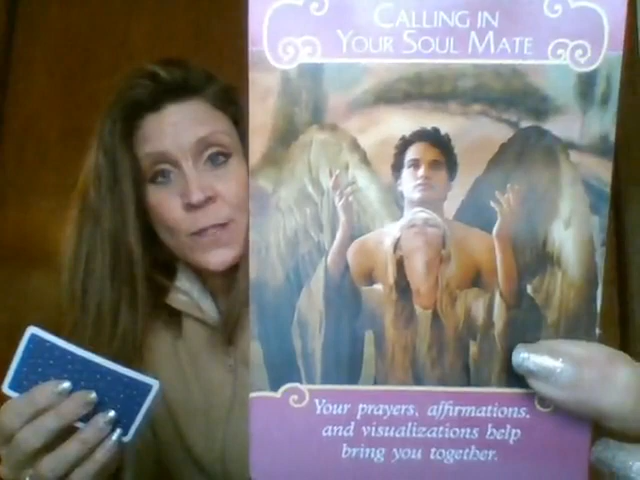 CALLING IN
YOUR SOUL MATE
Your prayers, affirmations,
and visualizations help
bring you together.